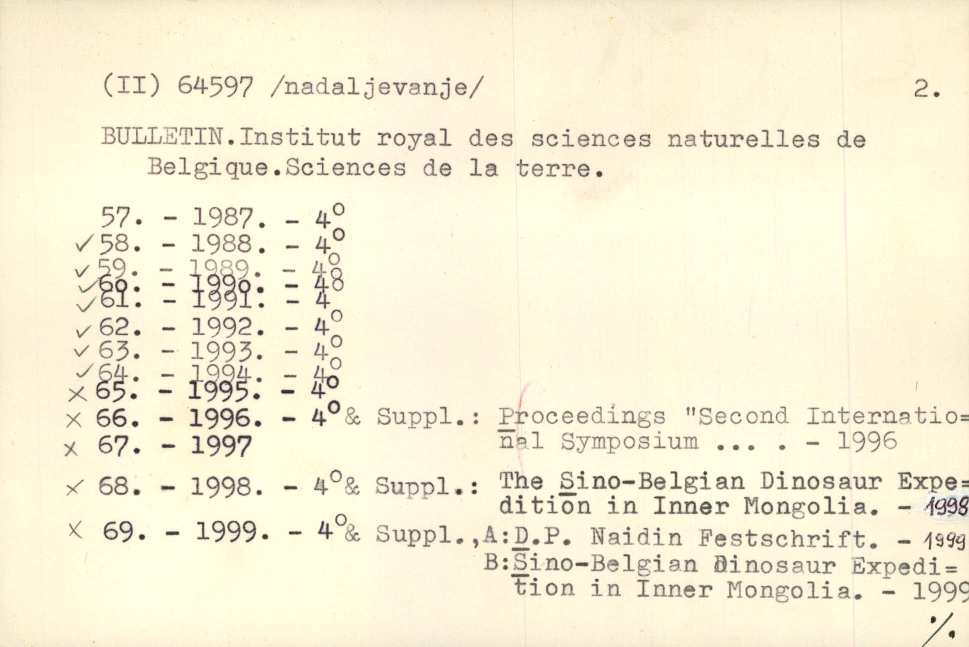 (II) 64597 /nadaljevanje/ 2.
BULLETIN.Institut royal des sciences naturelles de
Belgique.Sciences de la terre.
57. - 1987. - 4°
✓ 58. - 1988. - 4°
✓ 59. - 1989. - 4°
✓ 60. - 1990. - 4°
✓ 61. - 1991. - 4°
✓ 62. - 1992. - 4°
✓ 63. - 1993. - 4°
✓ 64. - 1994. - 4°
× 65. - 1995. - 4°
× 66. - 1996. - 4° & Suppl.: Proceedings "Second Internatio=
nal Symposium ... . - 1996
× 67. - 1997
× 68. - 1998. - 4° & Suppl.: The Sino-Belgian Dinosaur Expe=
dition in Inner Mongolia. - 1998
× 69. - 1999. - 4° & Suppl.,A:D.P. Naidin Festschrift. - 1999
B:Sino-Belgian Dinosaur Expedi=
tion in Inner Mongolia. - 1999
./.